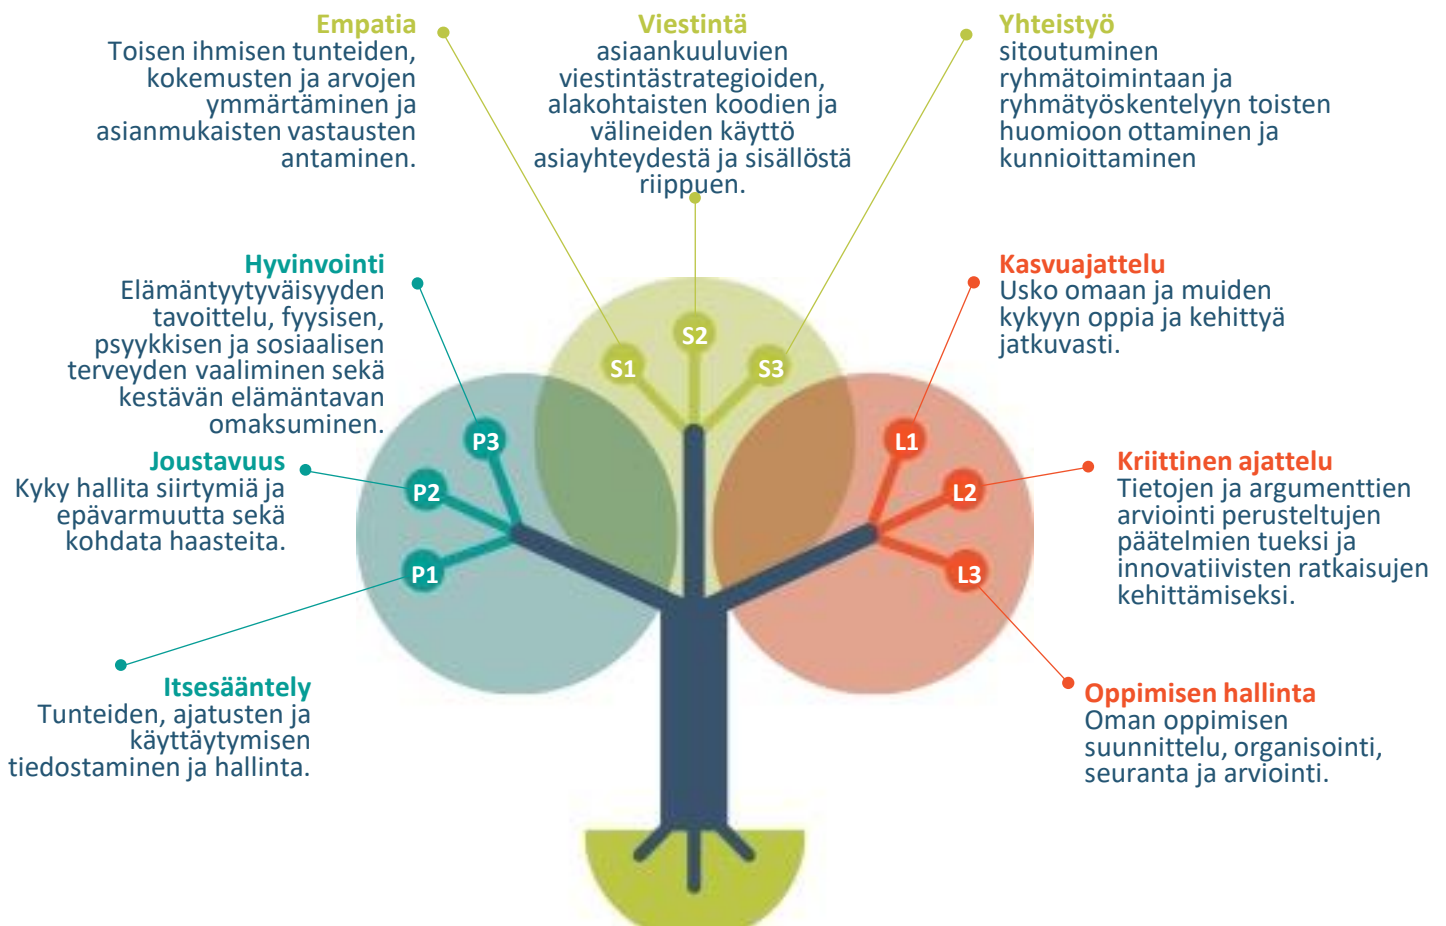 Empatia
Toisen ihmisen tunteiden,
kokemusten ja arvojen
ymmärtäminen ja
asianmukaisten vastausten
antaminen.
Viestintä
asiaankuuluvien
viestintästrategioiden,
alakohtaisten koodien ja
välineiden käyttö
asiayhteydestä ja sisällöstä
riippuen.
Yhteistyö
sitoutuminen
ryhmätoimintaan ja
ryhmätyöskentelyyn toisten
huomioon ottaminen ja
kunnioittaminen
Hyvinvointi
Elämäntyytyväisyyden
tavoittelu, fyysisen,
psyykkisen ja sosiaalisen
terveyden vaaliminen sekä
kestävän elämäntavan
omaksuminen.
Joustavuus
Kyky hallita siirtymiä ja
epävarmuutta sekä
kohdata haasteita.
Itsesääntely
Tunteiden, ajatusten ja
käyttäytymisen
tiedostaminen ja hallinta.
S1
S2
S3
P3
P2
P1
L1
L2
L3
Kasvuajattelu
Usko omaan ja muiden
kykyyn oppia ja kehittyä
jatkuvasti.
Kriittinen ajattelu
Tietojen ja argumenttien
arviointi perusteltujen
päätelmien tueksi ja
innovatiivisten ratkaisujen
kehittämiseksi.
Oppimisen hallinta
Oman oppimisen
suunnittelu, organisointi,
seuranta ja arviointi.